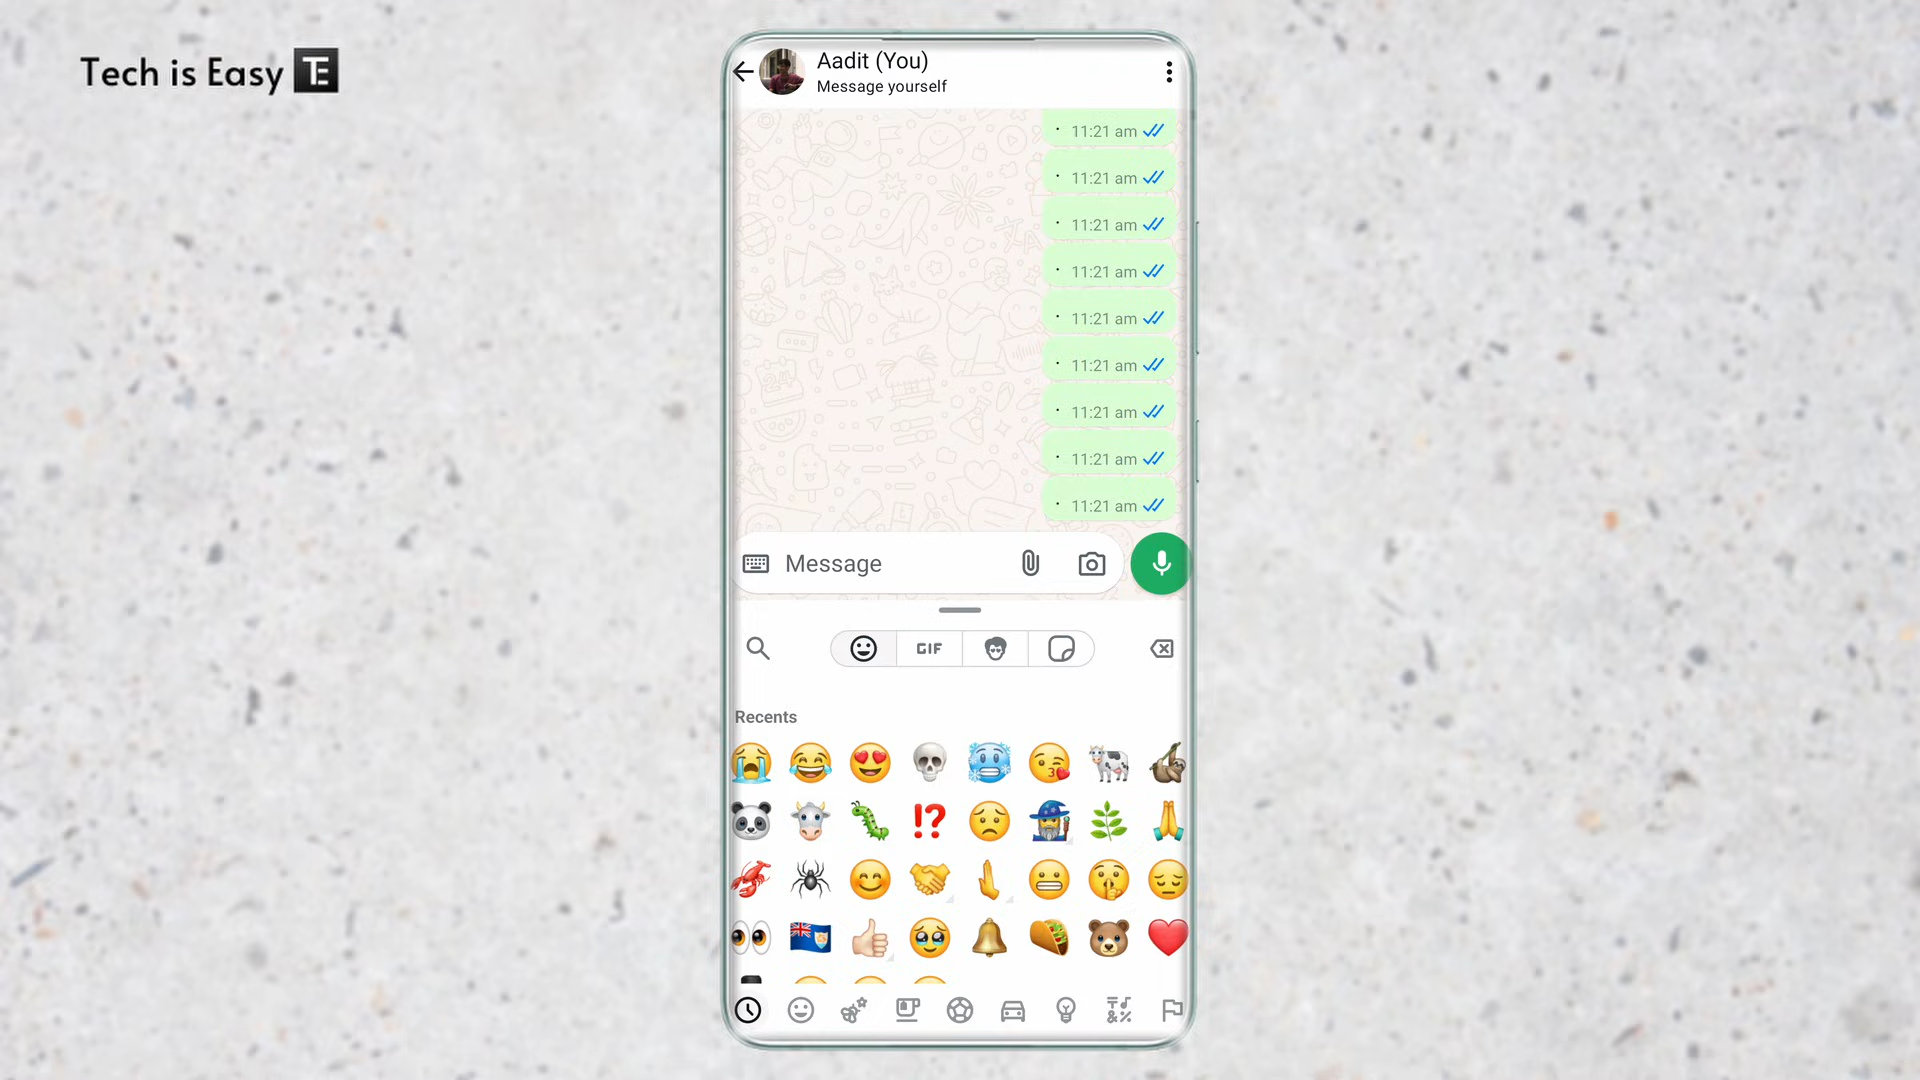 Tech is Easy TE
Aadit (You)
Message yourself
. 11:21 am
. 11:21 am
. 11:21 am
. 11:21 am
. 11:21 am
. 11:21 am
. 11:21 am
. 11:21 am
. 11:21 am
Message
GIF
Recents